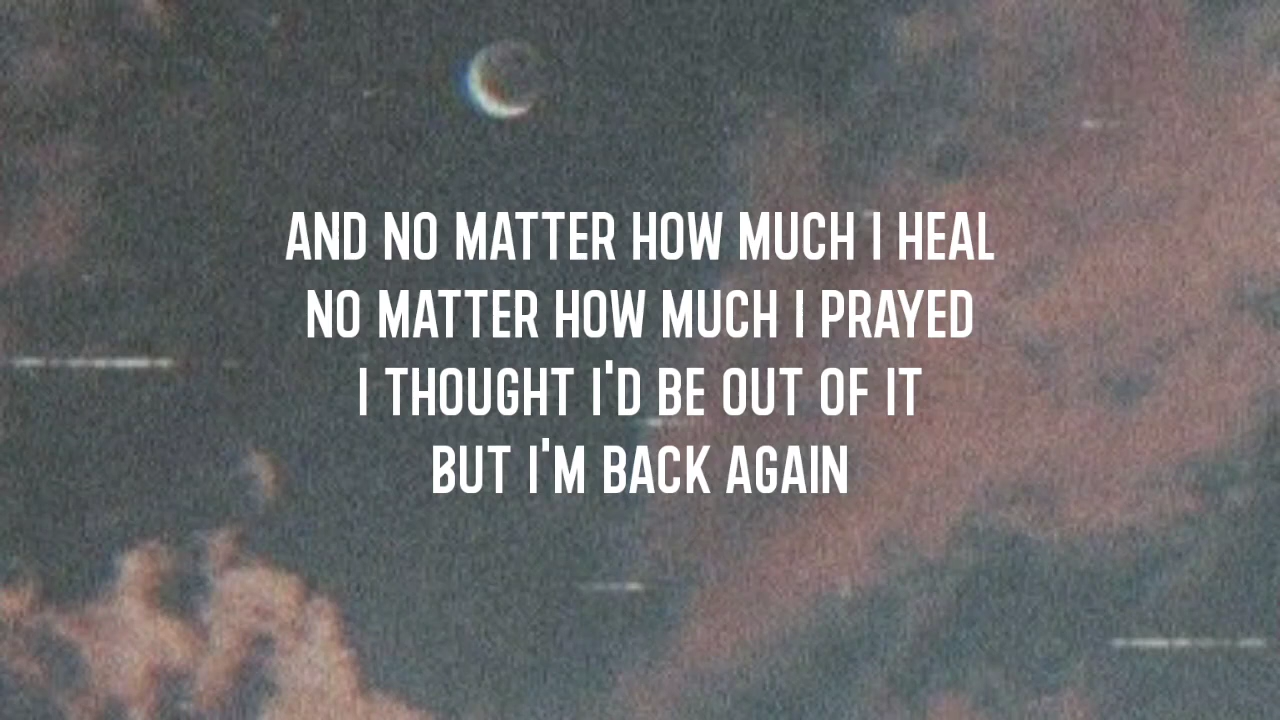 AND NO MATTER HOW MUCH I HEAL
NO MATTER HOW MUCH I PRAYED
I THOUGHT I'D BE OUT OF IT
BUT I'M BACK AGAIN